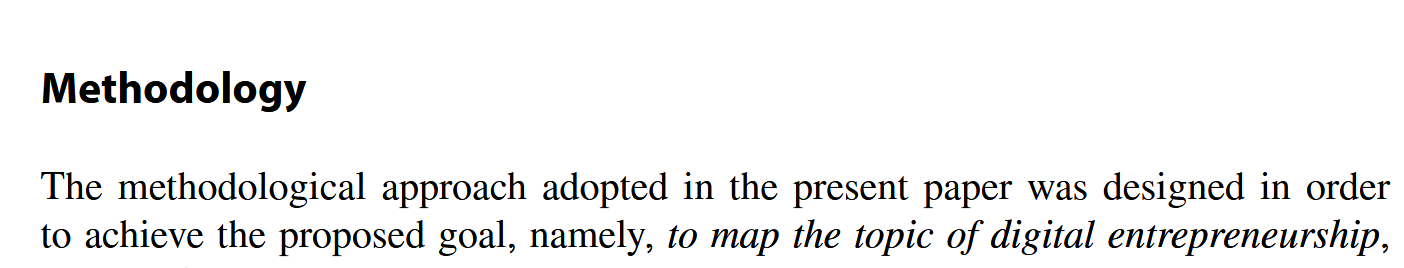 Methodology
The methodological approach adopted in the present paper was designed in order
to achieve the proposed goal, namely, to map the topic of digital entrepreneurship,